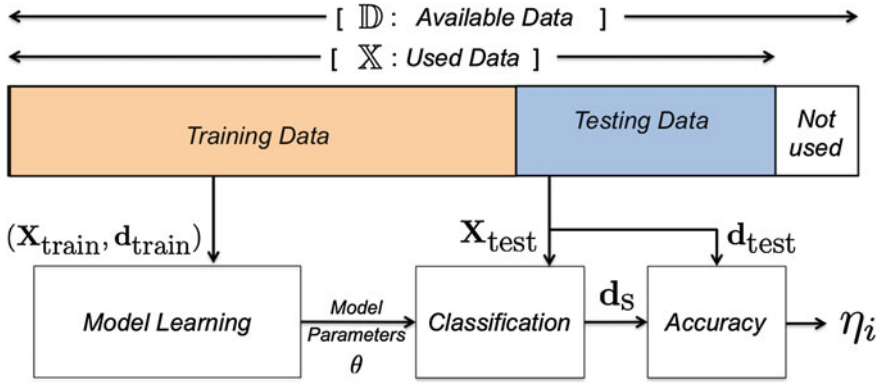 [ 𝔻 : Available Data ]
[ 𝕏 : Used Data ]
Training Data
Testing Data
Not
used
(X_train, d_train)
X_test
d_test
Model Learning
Model
Parameters
θ
Classification
d_S
Accuracy
η_i